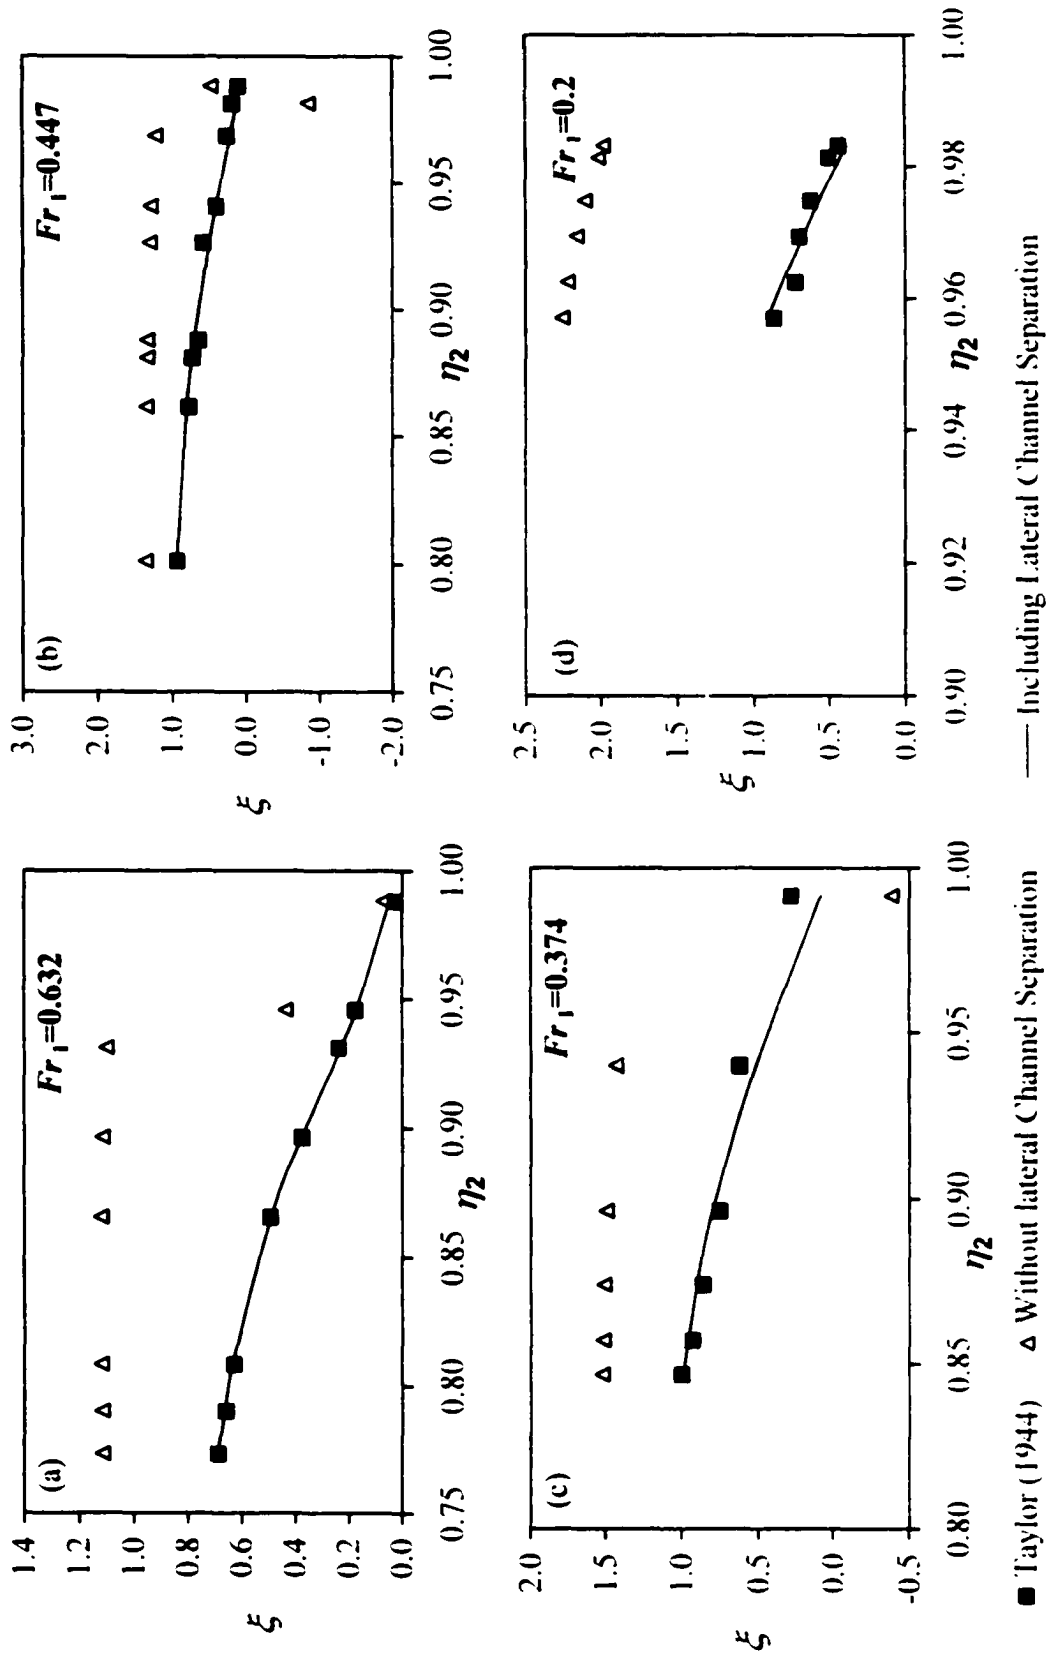 (a)
Fr₁=0.632
1.4
1.2
1.0
0.8
0.6
0.4
0.2
0.0
ξ
0.75
0.80
0.85
0.90
0.95
1.00
η₂
(b)
Fr₁=0.447
3.0
2.0
1.0
0.0
-1.0
-2.0
ξ
0.75
0.80
0.85
0.90
0.95
1.00
η₂
(c)
Fr₁=0.374
2.0
1.5
1.0
0.5
0.0
-0.5
ξ
0.80
0.85
0.90
0.95
1.00
η₂
(d)
Fr₁=0.2
2.5
2.0
1.5
1.0
0.5
0.0
ξ
0.90
0.92
0.94
0.96
0.98
1.00
η₂
■ Taylor (1944) △ Without lateral Channel Separation — Including Lateral Channel Separation